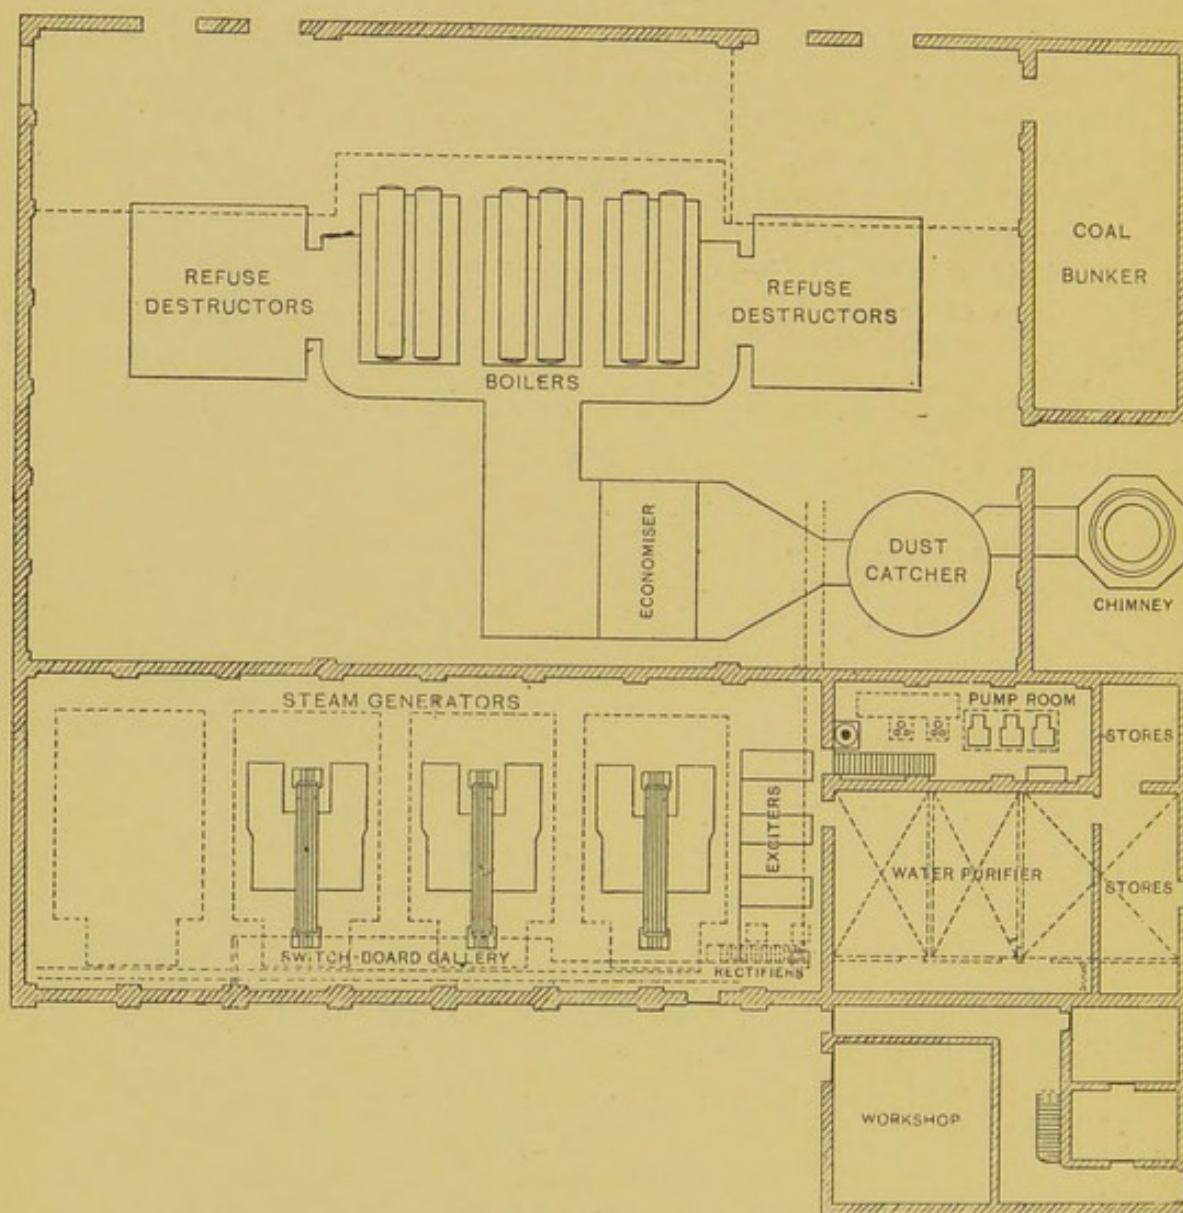 COAL
BUNKER
REFUSE
DESTRUCTORS
REFUSE
DESTRUCTORS
BOILERS
ECONOMISER
DUST
CATCHER
CHIMNEY
STEAM GENERATORS
PUMP ROOM
STORES
EXCITERS
WATER PURIFIER
STORES
SWITCH-BOARD GALLERY
RECTIFIERS
WORKSHOP